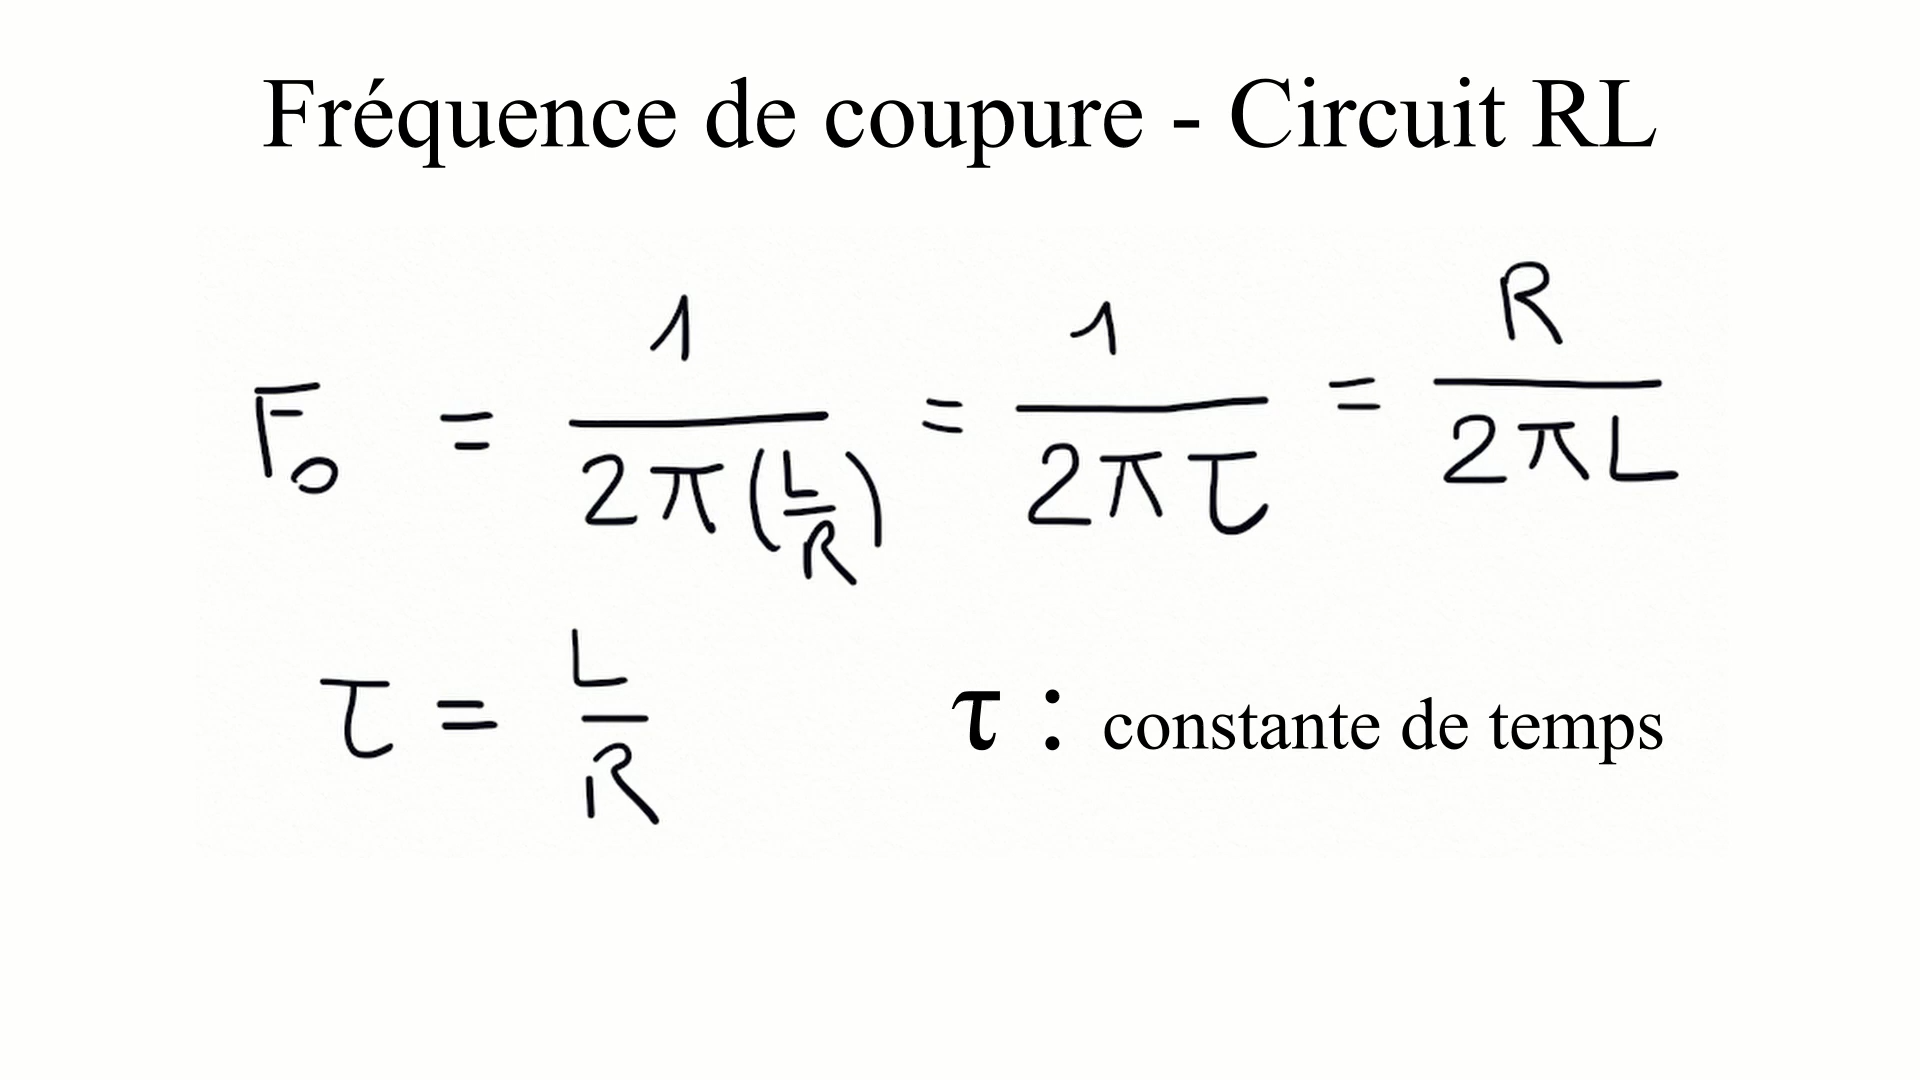 Fréquence de coupure - Circuit RL
F₀ = 1 / 2π(L/R) = 1 / 2πτ = R / 2πL
τ = L / R
τ : constante de temps